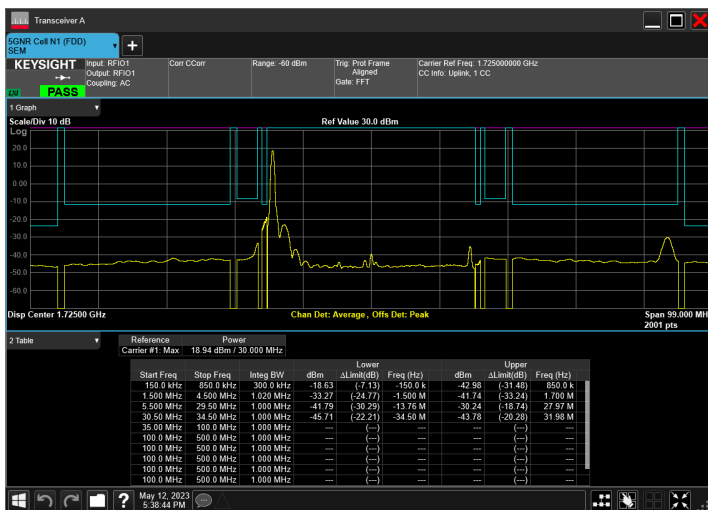 Transceiver A
5GNR Cell N1 (FDD)
SEM
KEYSIGHT
LXI
PASS
Input: RFIO1
Output: RFIO1
Coupling: AC
Corr CCorr
Range: -60 dBm
Trig: Prot Frame
Aligned
Gate: FFT
Carrier Ref Freq: 1.725000000 GHz
CC Info: Uplink, 1 CC
1 Graph
Scale/Div 10 dB
Ref Value 30.0 dBm
Log
20.0
10.0
0.00
-10.0
-20.0
-30.0
-40.0
-50.0
-60.0
Disp Center 1.72500 GHz
Chan Det: Average, Offs Det: Peak
Span 99.000 MH
2001 pts
2 Table
Reference Power
Carrier #1: Max 18.94 dBm / 30.000 MHz
Lower Upper
Start Freq Stop Freq Integ BW dBm ΔLimit(dB) Freq (Hz) dBm ΔLimit(dB) Freq (Hz)
150.0 kHz 850.0 kHz 300.0 kHz -18.63 (-7.13) -150.0 k -42.98 (-31.48) 850.0 k
1.500 MHz 4.500 MHz 1.020 MHz -33.27 (-24.77) -1.500 M -41.74 (-33.24) 1.700 M
5.500 MHz 29.50 MHz 1.000 MHz -41.79 (-30.29) -13.76 M -30.24 (-18.74) 27.97 M
30.50 MHz 34.50 MHz 1.000 MHz -45.71 (-22.21) -34.50 M -43.78 (-20.28) 31.98 M
35.00 MHz 100.0 MHz 1.000 MHz --- (---) --- --- (---) ---
100.0 MHz 500.0 MHz 1.000 MHz --- (---) --- --- (---) ---
100.0 MHz 500.0 MHz 1.000 MHz --- (---) --- --- (---) ---
100.0 MHz 500.0 MHz 1.000 MHz --- (---) --- --- (---) ---
100.0 MHz 500.0 MHz 1.000 MHz --- (---) --- --- (---) ---
100.0 MHz 500.0 MHz 1.000 MHz --- (---) --- --- (---) ---
May 12, 2023
5:38:44 PM